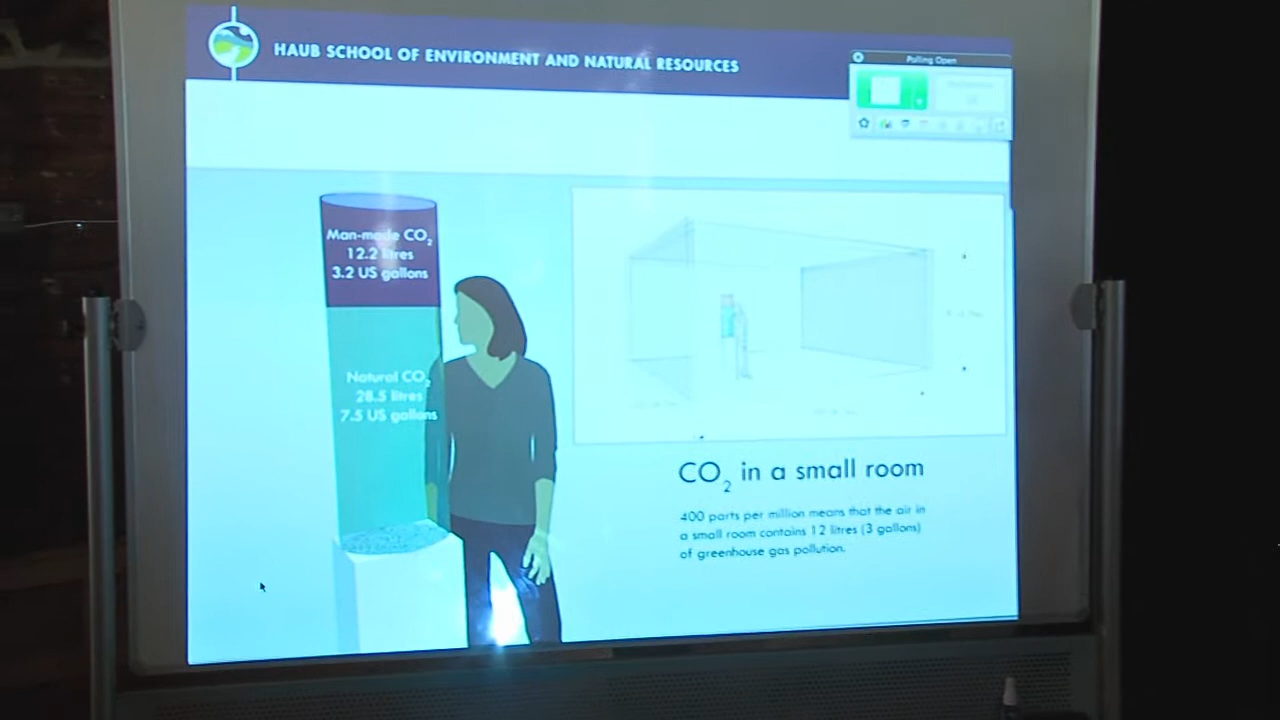 HAUB SCHOOL OF ENVIRONMENT AND NATURAL RESOURCES
Polling Open
Man-made CO2
12.2 litres
3.2 US gallons
Natural CO2
28.5 litres
7.5 US gallons
CO2 in a small room
400 parts per million means that the air in
a small room contains 12 litres (3 gallons)
of greenhouse gas pollution.